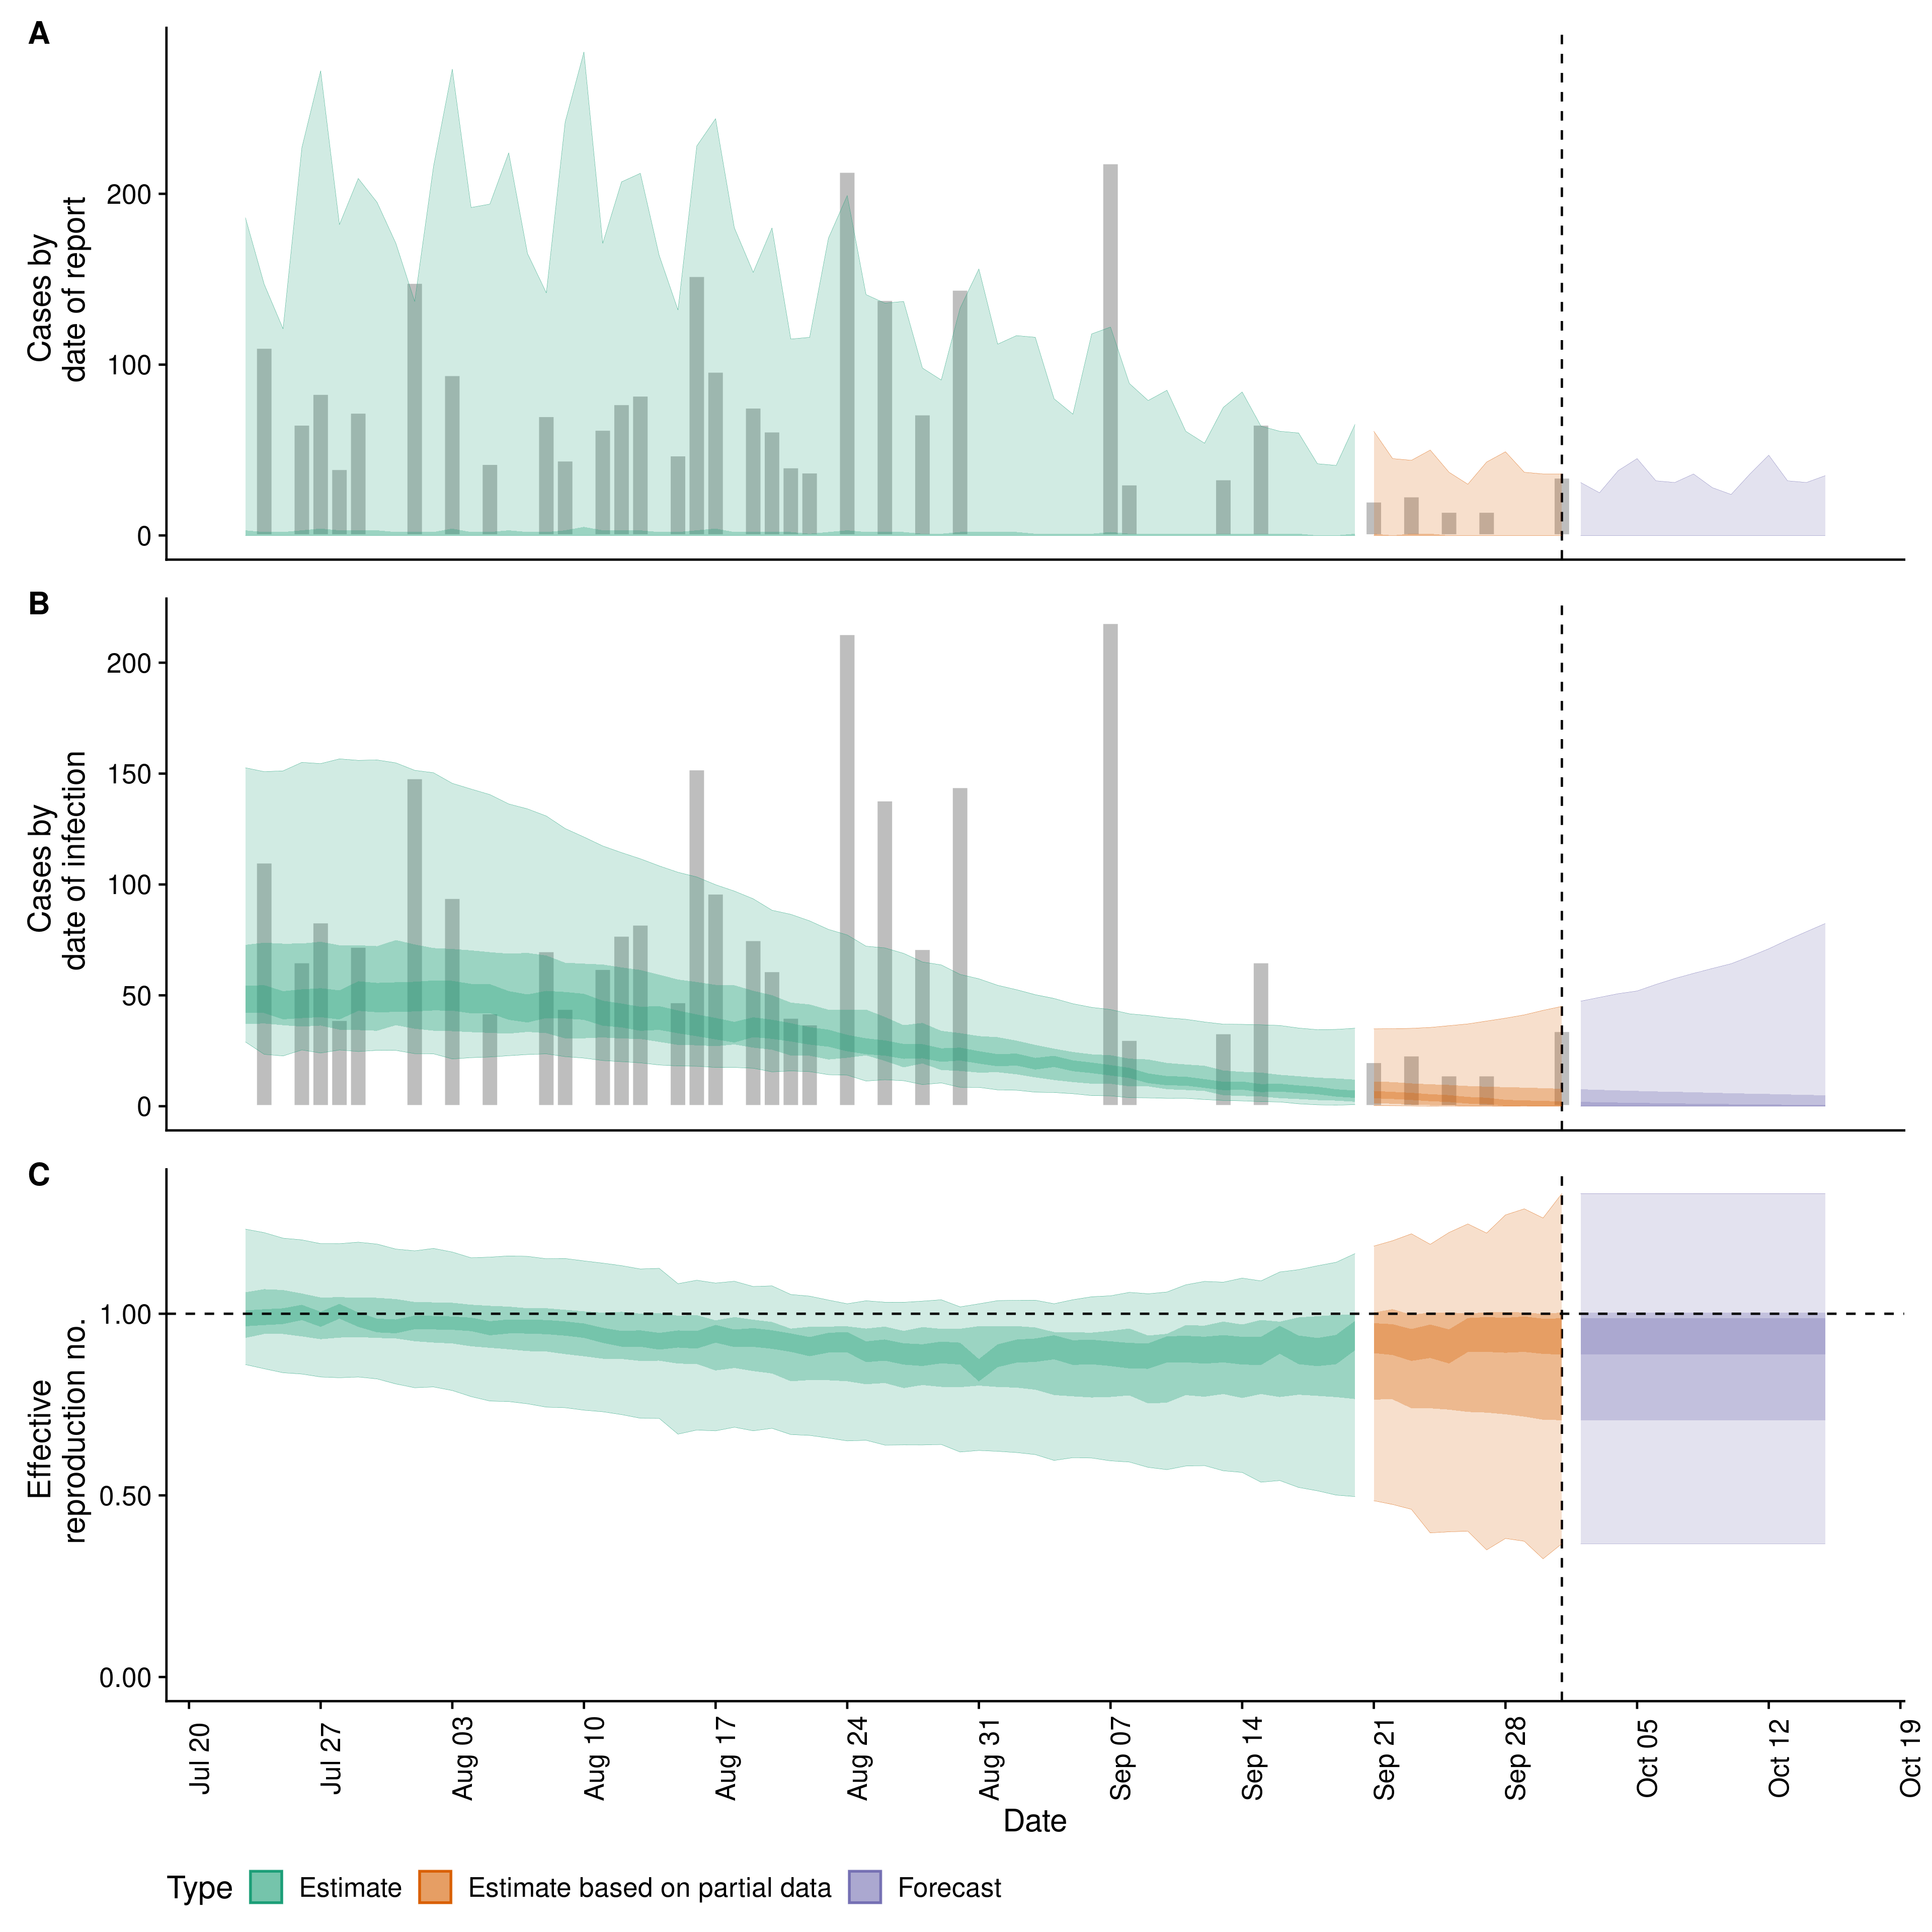 A
Cases by
date of report
200
100
0
B
Cases by
date of infection
200
150
100
50
0
C
Effective
reproduction no.
1.00
0.50
0.00
Jul 20
Jul 27
Aug 03
Aug 10
Aug 17
Aug 24
Aug 31
Sep 07
Sep 14
Sep 21
Sep 28
Oct 05
Oct 12
Oct 19
Date
Type Estimate Estimate based on partial data Forecast